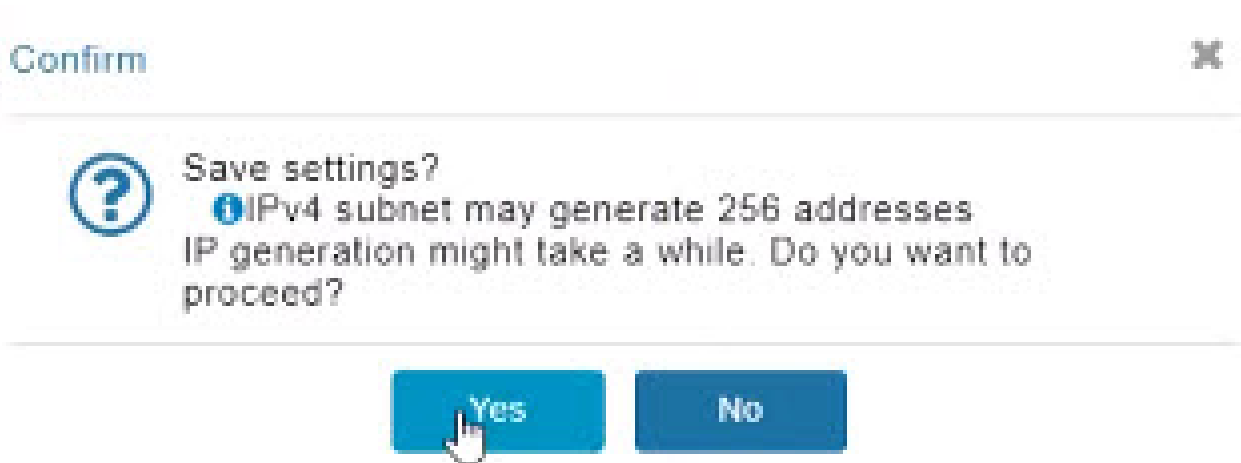 Confirm
Save settings?
IPv4 subnet may generate 256 addresses
IP generation might take a while. Do you want to
proceed?
Yes
No